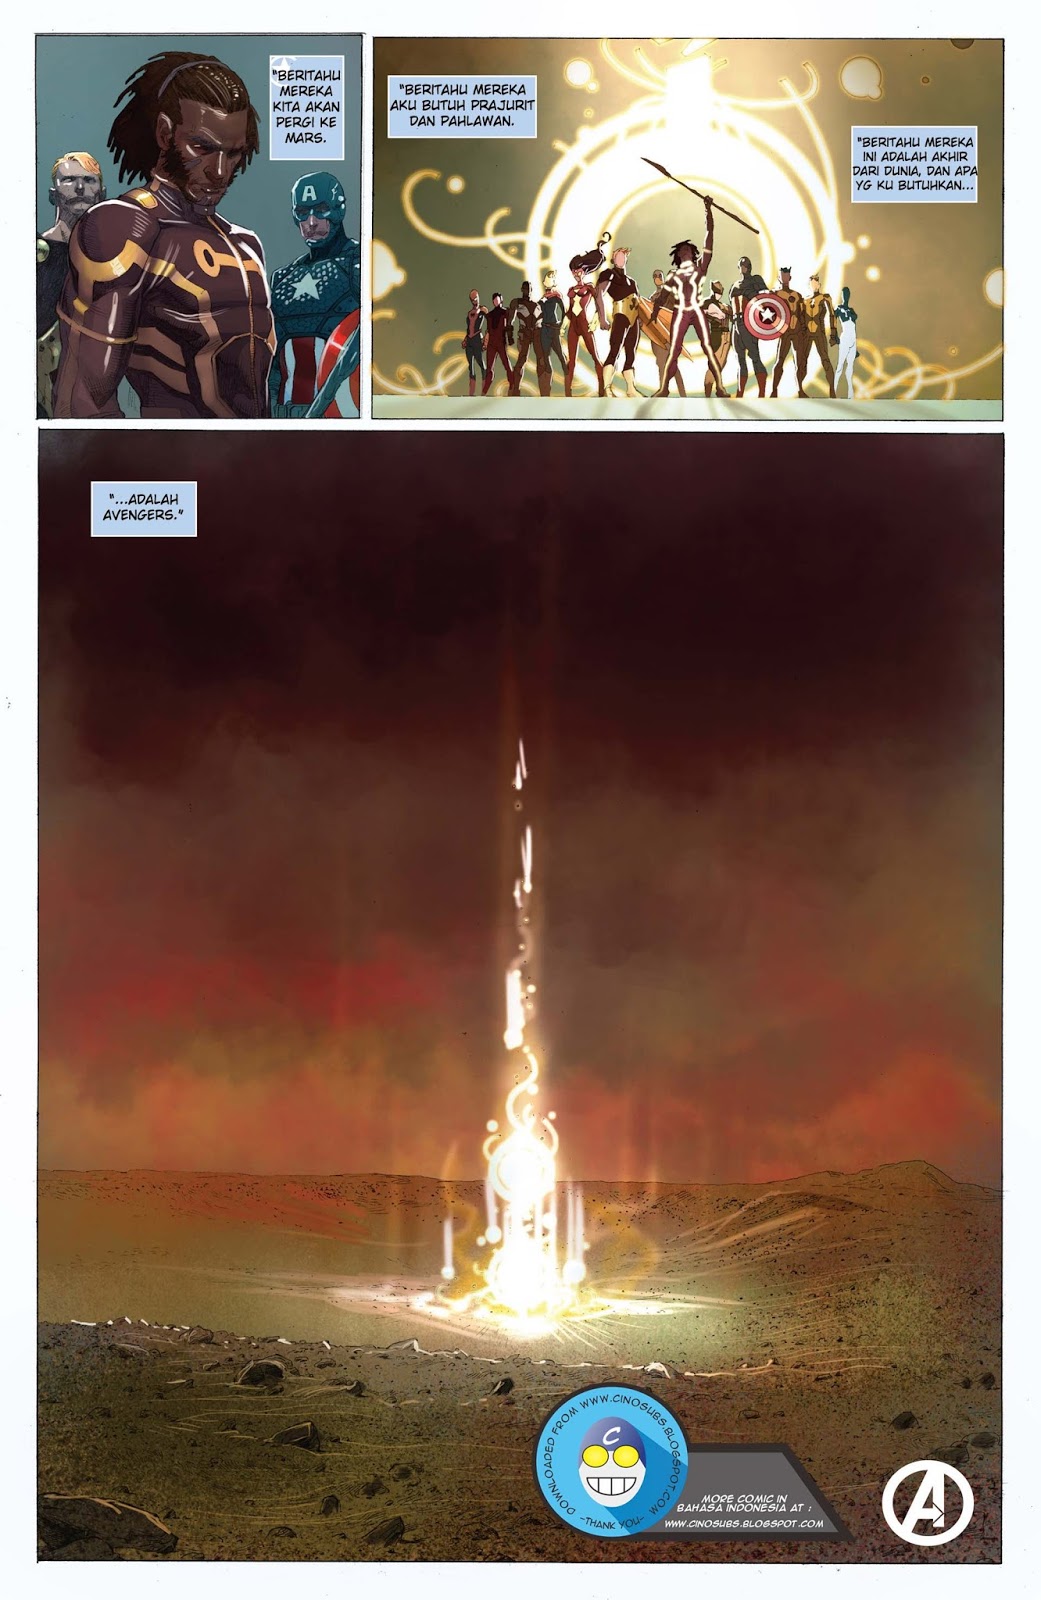 "BERITAHU
MEREKA
KITA AKAN
PERGI KE
MARS.
A
"BERITAHU MEREKA
AKU BUTUH PRAJURIT
DAN PAHLAWAN.
"BERITAHU MEREKA
INI ADALAH AKHIR
DARI DUNIA, DAN APA
YG KU BUTUHKAN...
"...ADALAH
AVENGERS."
DOWNLOADED FROM WWW.CINOSUBS.BLOGSPOT.COM
C
-THANK YOU-
MORE COMIC IN
BAHASA INDONESIA AT :
WWW.CINOSUBS.BLOGSPOT.COM
A